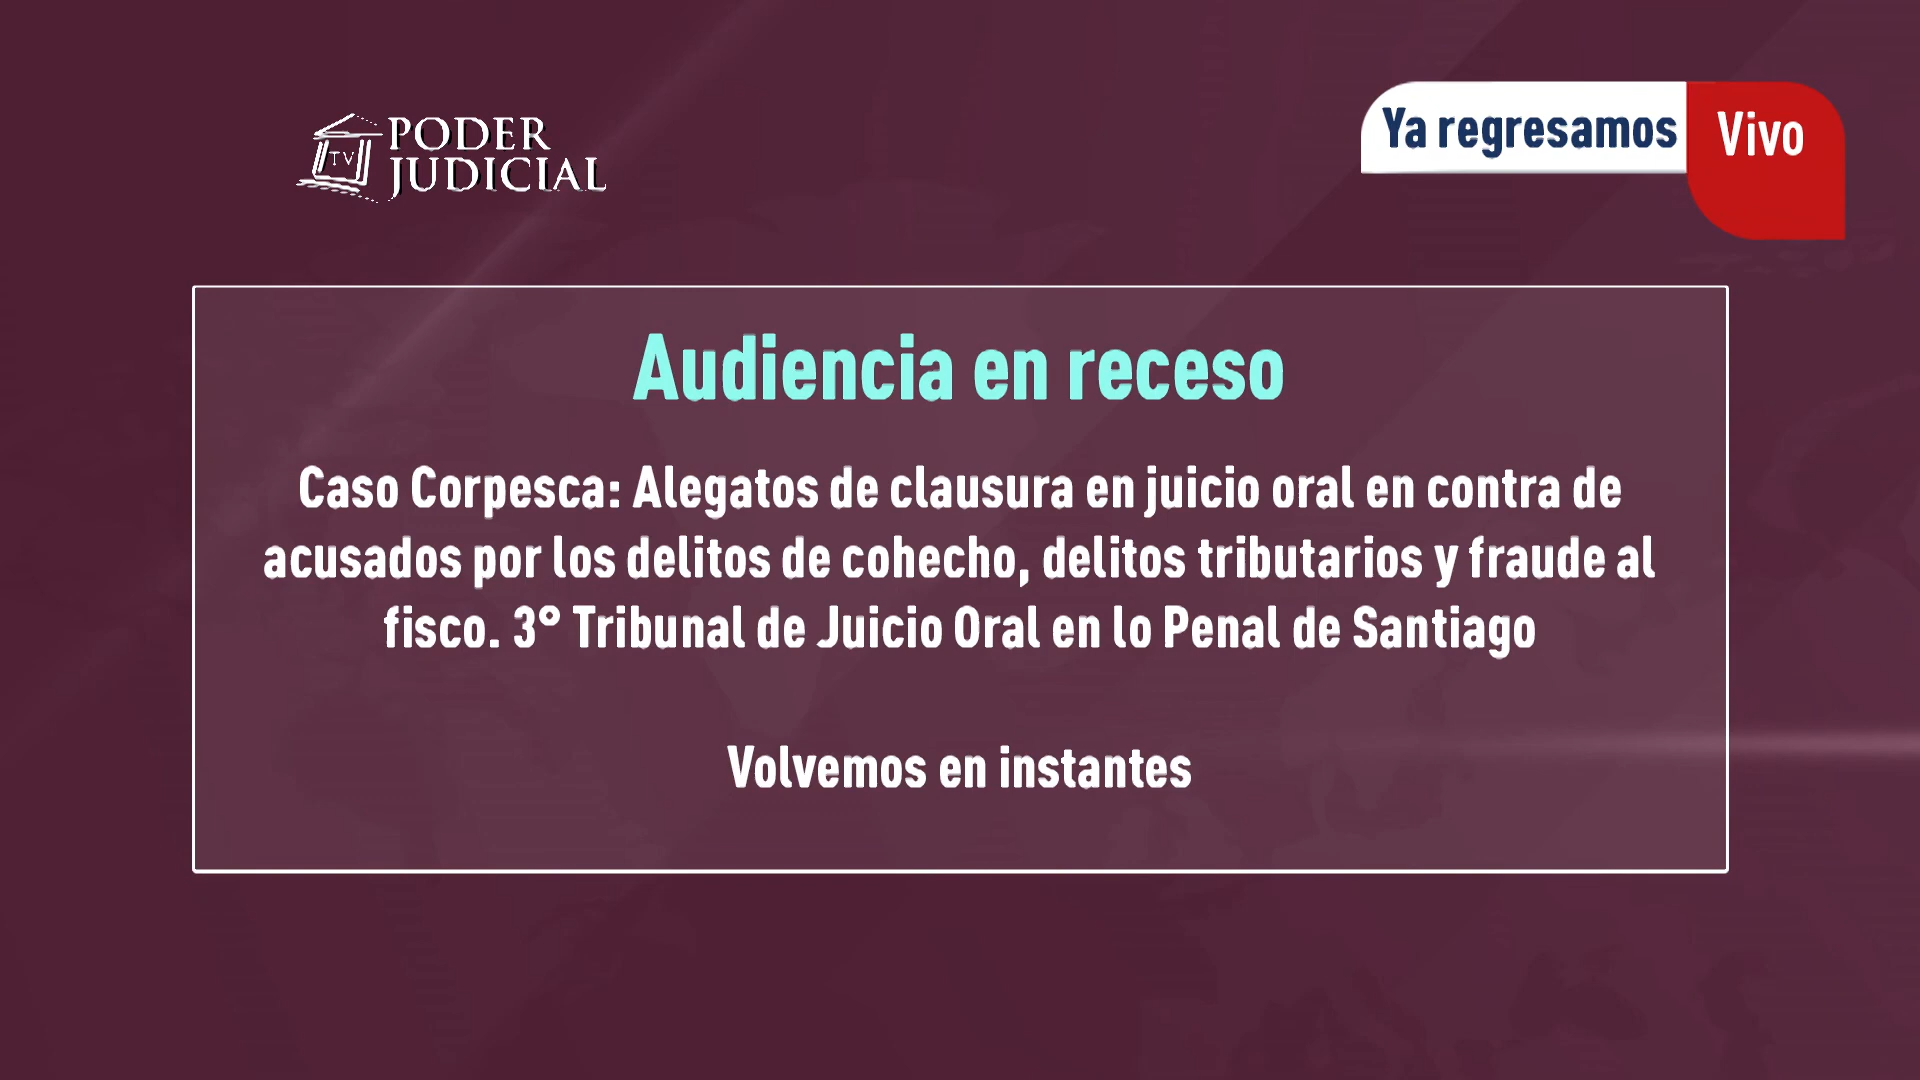 PODER
JUDICIAL
TV
Ya regresamos
Vivo
Audiencia en receso
Caso Corpesca: Alegatos de clausura en juicio oral en contra de
acusados por los delitos de cohecho, delitos tributarios y fraude al
fisco. 3° Tribunal de Juicio Oral en lo Penal de Santiago
Volvemos en instantes